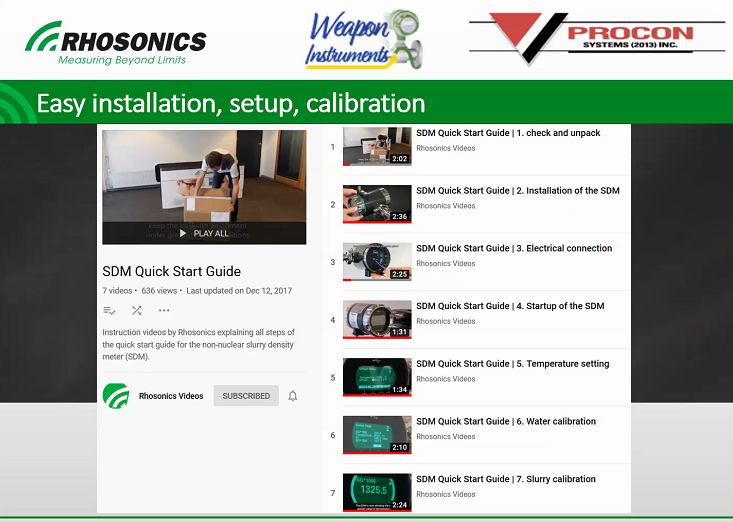 RHOSONICS
Measuring Beyond Limits
Weapon
Instruments
PROCON
SYSTEMS (2013) INC.
Easy installation, setup, calibration
PLAY ALL
SDM Quick Start Guide
7 videos • 636 views • Last updated on Dec 12, 2017
Instruction videos by Rhosonics explaining all steps of
the quick start guide for the non-nuclear slurry density
meter (SDM).
Rhosonics Videos
SUBSCRIBED
1
2:02
SDM Quick Start Guide | 1. check and unpack
Rhosonics Videos
2
2:36
SDM Quick Start Guide | 2. Installation of the SDM
Rhosonics Videos
3
2:25
SDM Quick Start Guide | 3. Electrical connection
Rhosonics Videos
4
1:31
SDM Quick Start Guide | 4. Startup of the SDM
Rhosonics Videos
5
1:34
SDM Quick Start Guide | 5. Temperature setting
Rhosonics Videos
6
2:10
SDM Quick Start Guide | 6. Water calibration
Rhosonics Videos
7
1325.5
2:24
SDM Quick Start Guide | 7. Slurry calibration
Rhosonics Videos